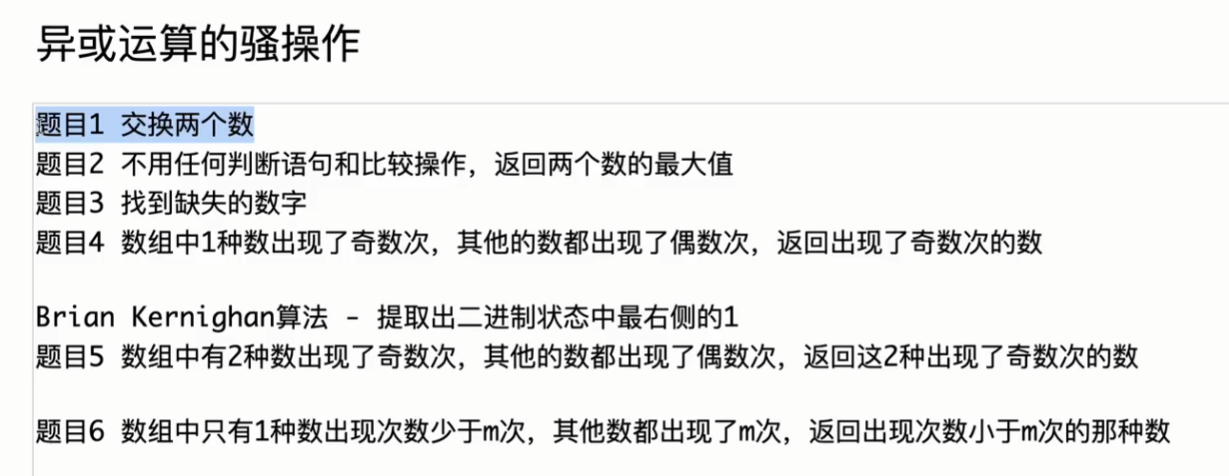 异或运算的骚操作
题目1 交换两个数
题目2 不用任何判断语句和比较操作，返回两个数的最大值
题目3 找到缺失的数字
题目4 数组中1种数出现了奇数次，其他的数都出现了偶数次，返回出现了奇数次的数
Brian Kernighan算法 - 提取出二进制状态中最右侧的1
题目5 数组中有2种数出现了奇数次，其他的数都出现了偶数次，返回这2种出现了奇数次的数
题目6 数组中只有1种数出现次数少于m次，其他数都出现了m次，返回出现次数小于m次的那种数